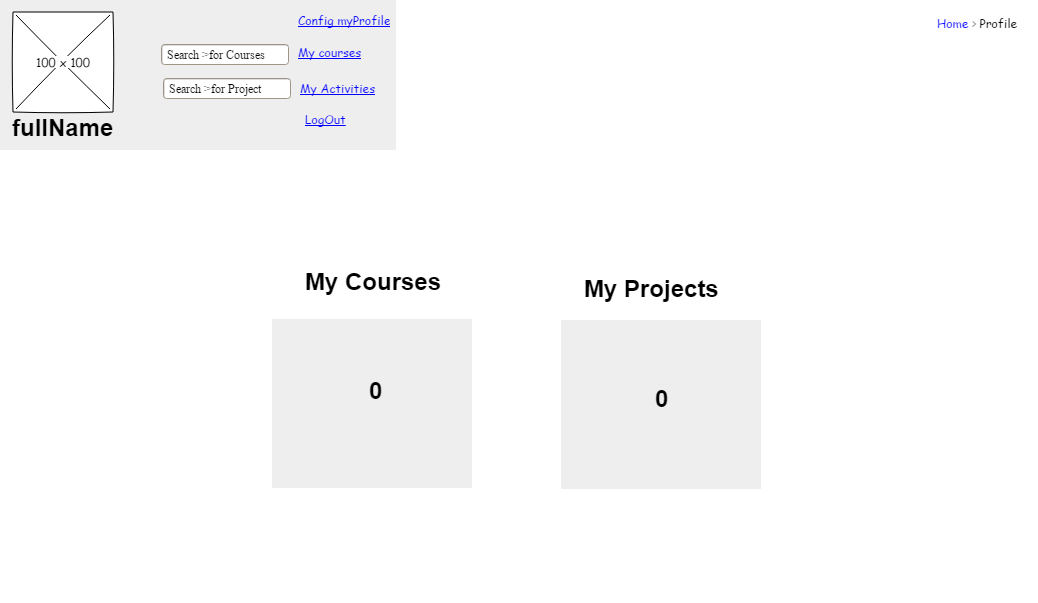 Config myProfile
Home > Profile
Search >for Courses
My courses
100 × 100
Search >for Project
My Activities
LogOut
fullName
My Courses
My Projects
0
0